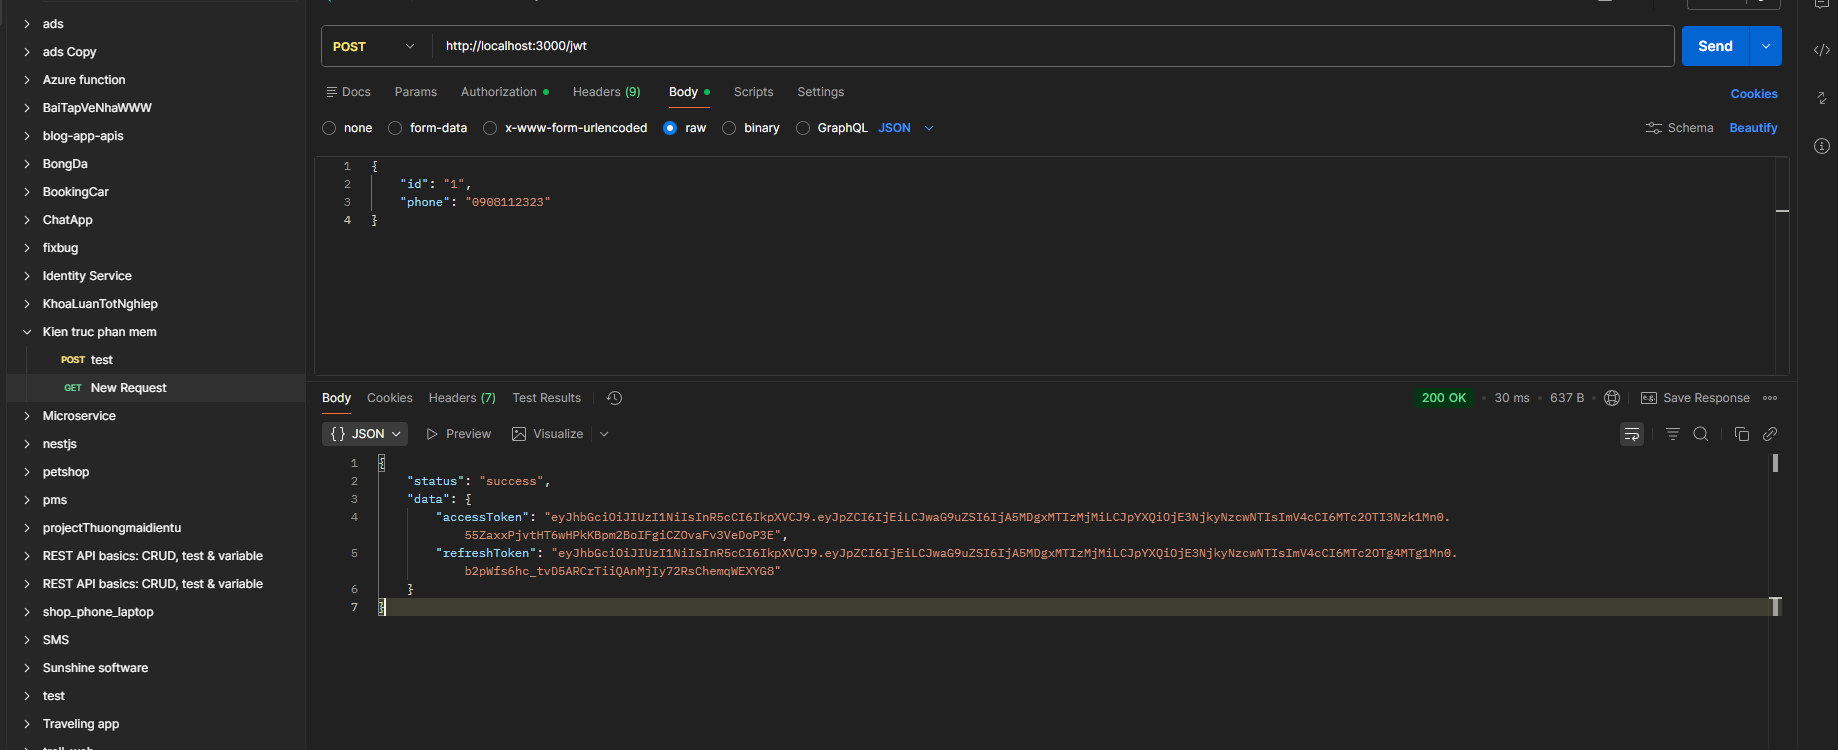 ads
ads Copy
Azure function
BaiTapVeNhaWWW
blog-app-apis
BongDa
BookingCar
ChatApp
fixbug
Identity Service
KhoaLuanTotNghiep
Kien truc phan mem
POST test
GET New Request
Microservice
nestjs
petshop
pms
projectThuongmaidientu
REST API basics: CRUD, test & variable
REST API basics: CRUD, test & variable
shop_phone_laptop
SMS
Sunshine software
test
Traveling app
POST http://localhost:3000/jwt Send
Docs Params Authorization Headers (9) Body Scripts Settings Cookies
none form-data x-www-form-urlencoded raw binary GraphQL JSON Schema Beautify
1 {
2 "id": "1",
3 "phone": "0908112323"
4 }
Body Cookies Headers (7) Test Results 200 OK • 30 ms • 637 B Save Response
{} JSON Preview Visualize
1 {
2 "status": "success",
3 "data": {
4 "accessToken": "eyJhbGciOiJIUzI1NiIsInR5cCI6IkpXVCJ9.eyJpZCI6IjEiLCJwaG9uZSI6IjA5MDgxMTIzMjMiLCJpYXQiOjE3NjkyNzcwNTIsImV4cCI6MTc2OTI3Nzk1Mn0.
55ZaxxPjvtHT6wHPkKBpm2BoIFgiCZOvaFv3VeDoP3E",
5 "refreshToken": "eyJhbGciOiJIUzI1NiIsInR5cCI6IkpXVCJ9.eyJpZCI6IjEiLCJwaG9uZSI6IjA5MDgxMTIzMjMiLCJpYXQiOjE3NjkyNzcwNTIsImV4cCI6MTc2OTg4MTg1Mn0.
b2pWfs6hc_tvD5ARCrTiiQAnMjIy72RsChemqWEXYG8"
6 }
7 }